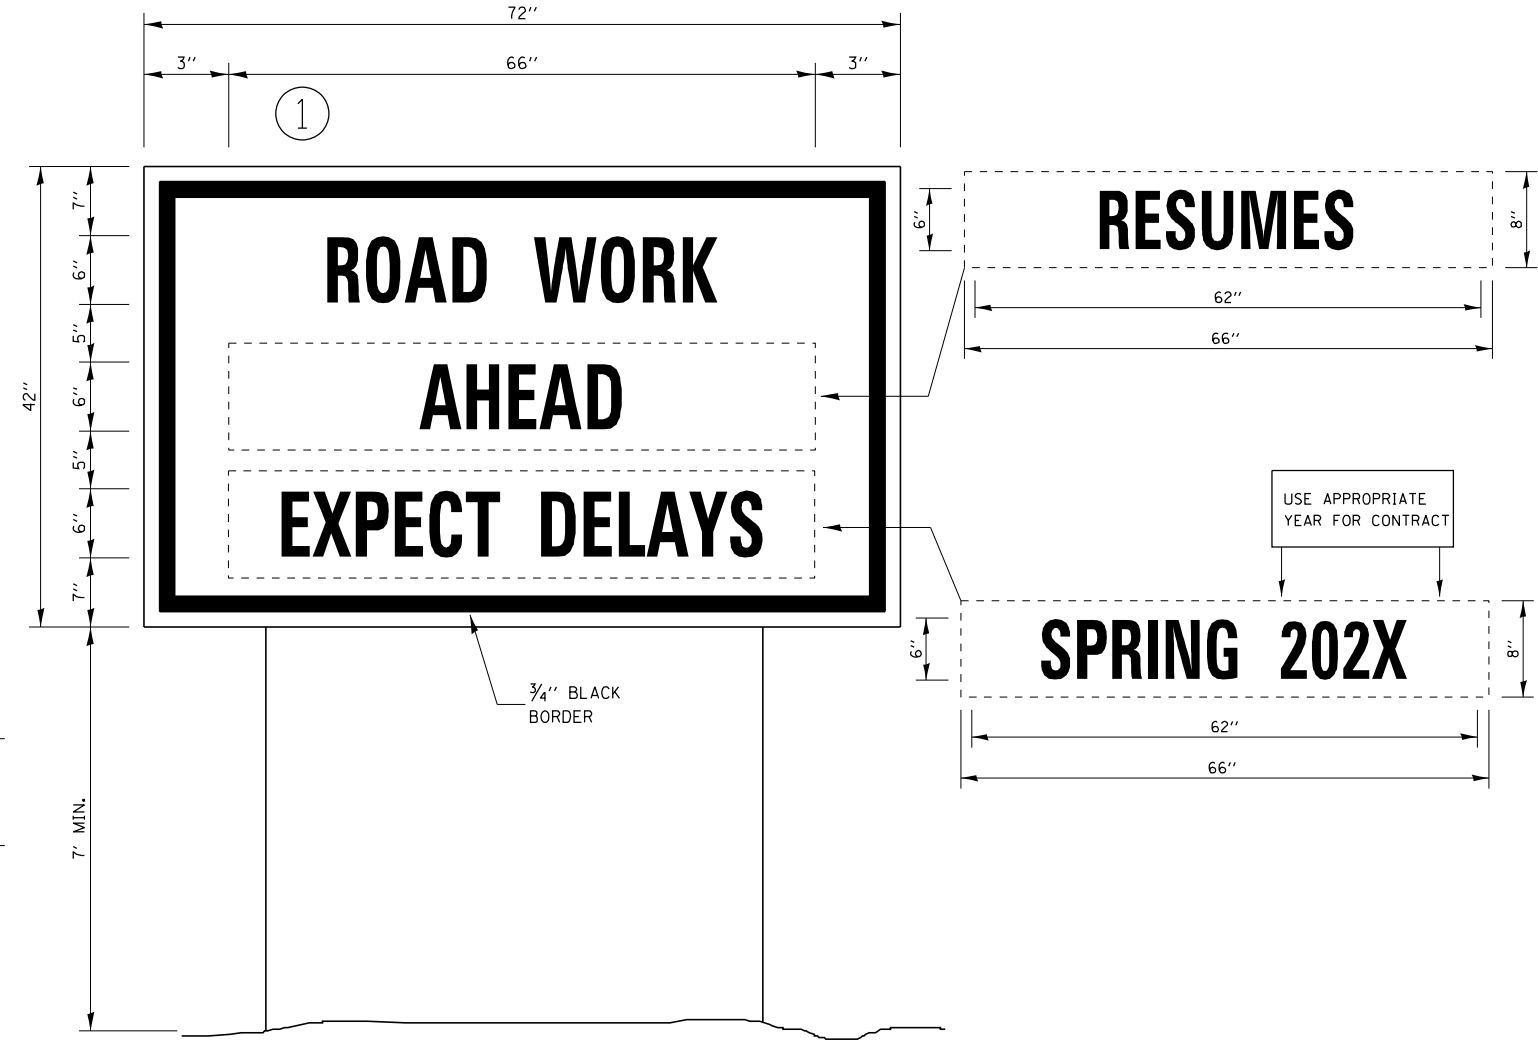 72''
3'' 66'' 3''
1
7''
6''
5''
6''
5''
6''
7''
42''
7' MIN.
ROAD WORK
AHEAD
EXPECT DELAYS
3/4'' BLACK
BORDER
6''
RESUMES
8''
62''
66''
USE APPROPRIATE
YEAR FOR CONTRACT
6''
SPRING 202X
8''
62''
66''